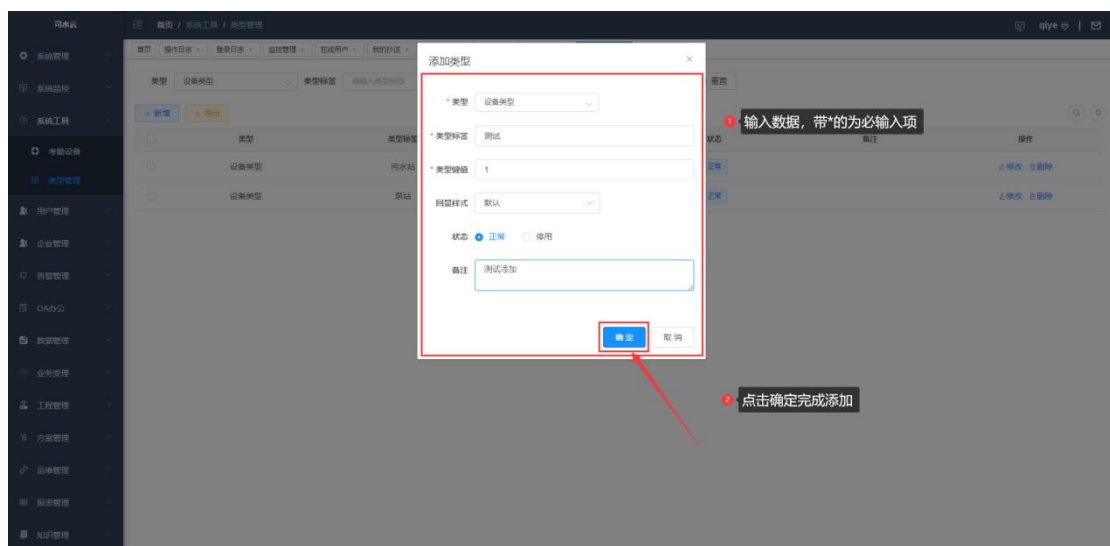 司水云
首页 / 系统工具 / 类型管理
qiye
首页 操作日志 登录日志 监控管理 在线用户
系统管理
系统监控
系统工具
考勤设备
类型管理
用户管理
企业管理
告警管理
OA办公
数据管理
业务受理
工程管理
方案管理
运维管理
报表管理
知识管理
类型 设备类型 类型标签 请输入类型标签 重置
+ 新增 导出
类型 类型标签 状态 备注 操作
设备类型 污水站 正常 修改 删除
设备类型 泵站 正常 修改 删除
添加类型
* 类型 设备类型
* 类型标签 测试
* 类型键值 1
回显样式 默认
状态 正常 停用
备注 测试添加
确定 取消
1 输入数据，带*的为必输入项
2 点击确定完成添加